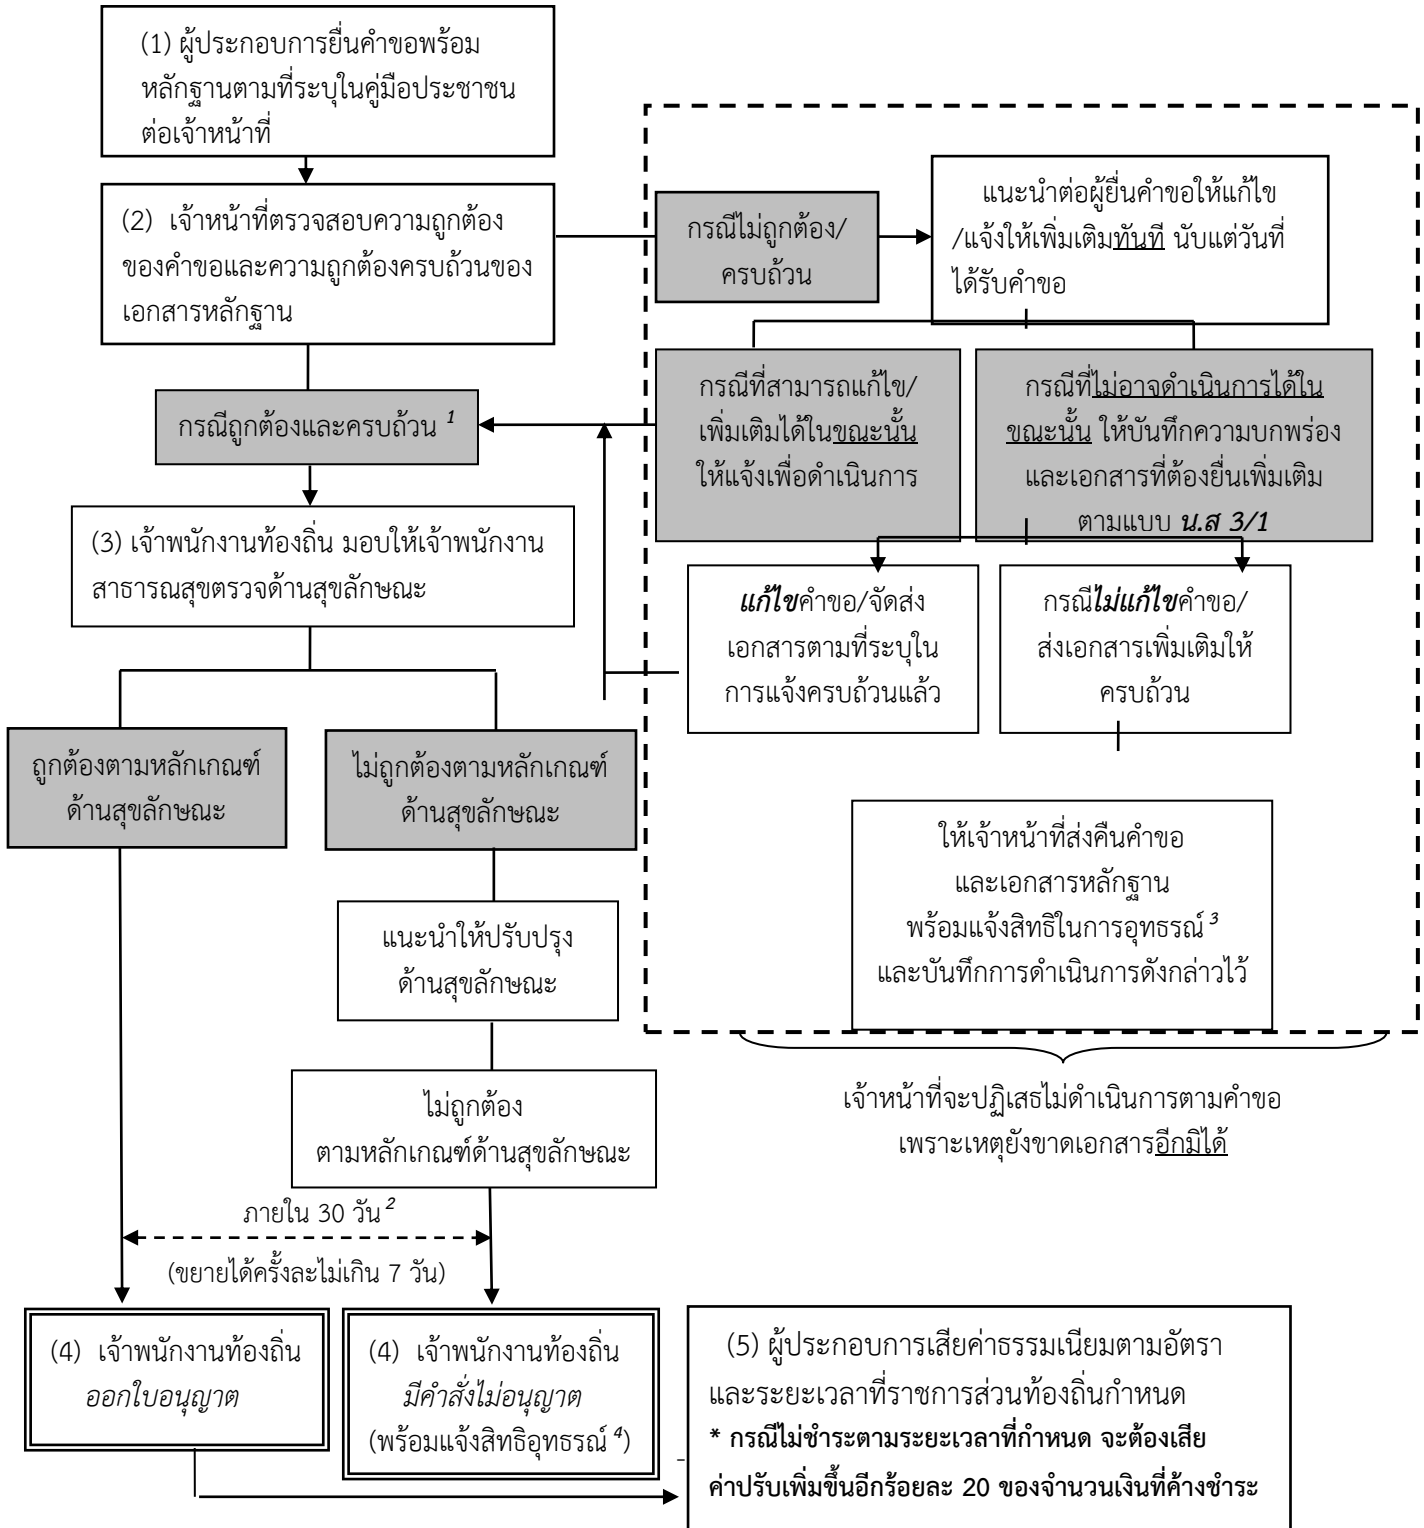 (1) ผู้ประกอบการยื่นคำขอพร้อม
หลักฐานตามที่ระบุในคู่มือประชาชน
ต่อเจ้าหน้าที่
(2) เจ้าหน้าที่ตรวจสอบความถูกต้อง
ของคำขอและความถูกต้องครบถ้วนของ
เอกสารหลักฐาน
กรณีไม่ถูกต้อง/
ครบถ้วน
แนะนำต่อผู้ยื่นคำขอให้แก้ไข
/แจ้งให้เพิ่มเติมทันที นับแต่วันที่
ได้รับคำขอ
กรณีถูกต้องและครบถ้วน 1
กรณีที่สามารถแก้ไข/
เพิ่มเติมได้ในขณะนั้น
ให้แจ้งเพื่อดำเนินการ
กรณีที่ไม่อาจดำเนินการได้ใน
ขณะนั้น ให้บันทึกความบกพร่อง
และเอกสารที่ต้องยื่นเพิ่มเติม
ตามแบบ น.ส 3/1
(3) เจ้าพนักงานท้องถิ่น มอบให้เจ้าพนักงาน
สาธารณสุขตรวจด้านสุขลักษณะ
แก้ไขคำขอ/จัดส่ง
เอกสารตามที่ระบุใน
การแจ้งครบถ้วนแล้ว
กรณีไม่แก้ไขคำขอ/
ส่งเอกสารเพิ่มเติมให้
ครบถ้วน
ถูกต้องตามหลักเกณฑ์
ด้านสุขลักษณะ
ไม่ถูกต้องตามหลักเกณฑ์
ด้านสุขลักษณะ
ให้เจ้าหน้าที่ส่งคืนคำขอ
และเอกสารหลักฐาน
พร้อมแจ้งสิทธิในการอุทธรณ์ 3
และบันทึกการดำเนินการดังกล่าวไว้
แนะนำให้ปรับปรุง
ด้านสุขลักษณะ
ไม่ถูกต้อง
ตามหลักเกณฑ์ด้านสุขลักษณะ
เจ้าหน้าที่จะปฏิเสธไม่ดำเนินการตามคำขอ
เพราะเหตุยังขาดเอกสารอีกมิได้
ภายใน 30 วัน 2
(ขยายได้ครั้งละไม่เกิน 7 วัน)
(4) เจ้าพนักงานท้องถิ่น
ออกใบอนุญาต
(4) เจ้าพนักงานท้องถิ่น
มีคำสั่งไม่อนุญาต
(พร้อมแจ้งสิทธิอุทธรณ์ 4)
(5) ผู้ประกอบการเสียค่าธรรมเนียมตามอัตรา
และระยะเวลาที่ราชการส่วนท้องถิ่นกำหนด
* กรณีไม่ชำระตามระยะเวลาที่กำหนด จะต้องเสีย
ค่าปรับเพิ่มขึ้นอีกร้อยละ 20 ของจำนวนเงินที่ค้างชำระ